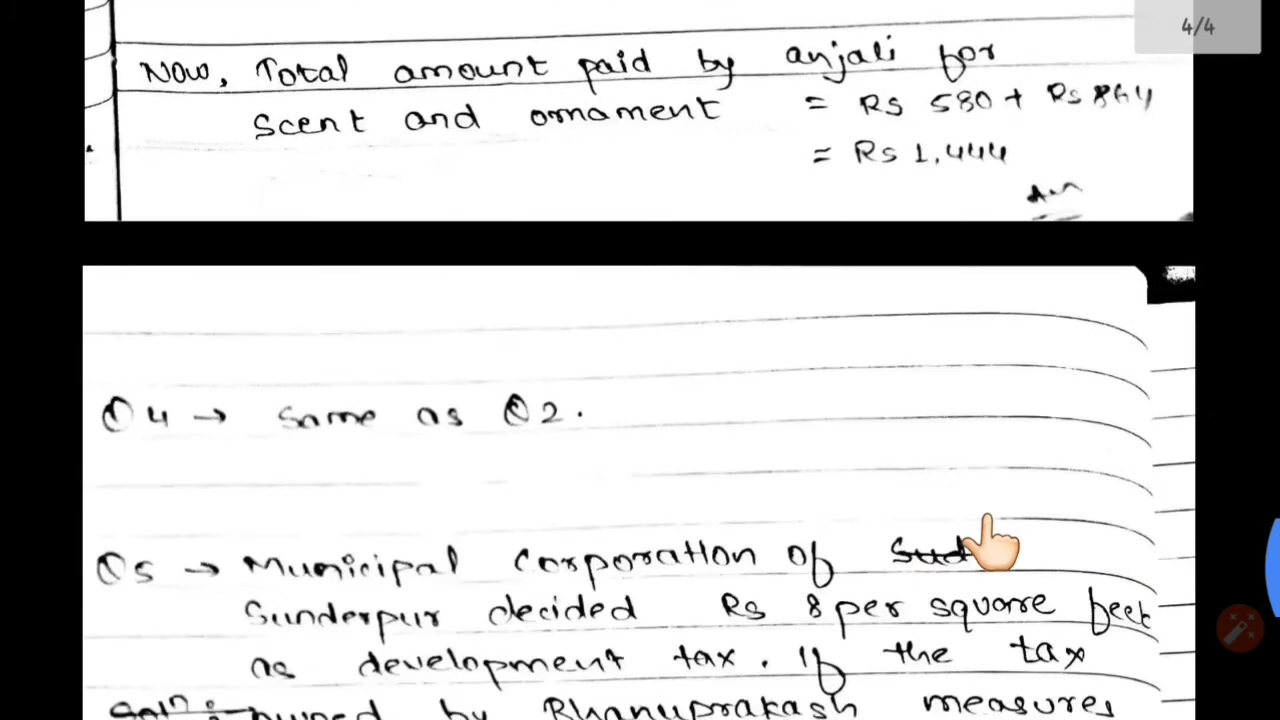 4/4
Now, Total amount paid by anjali for
scent and ornament = Rs 580 + Rs 864
= Rs 1,444
Ans
Q4 → Same as Q2.
Q5 → Municipal corporation of
Sunderpur decided Rs 8 per square feet
as development tax. If the tax
owned by Bhanuprakash measures